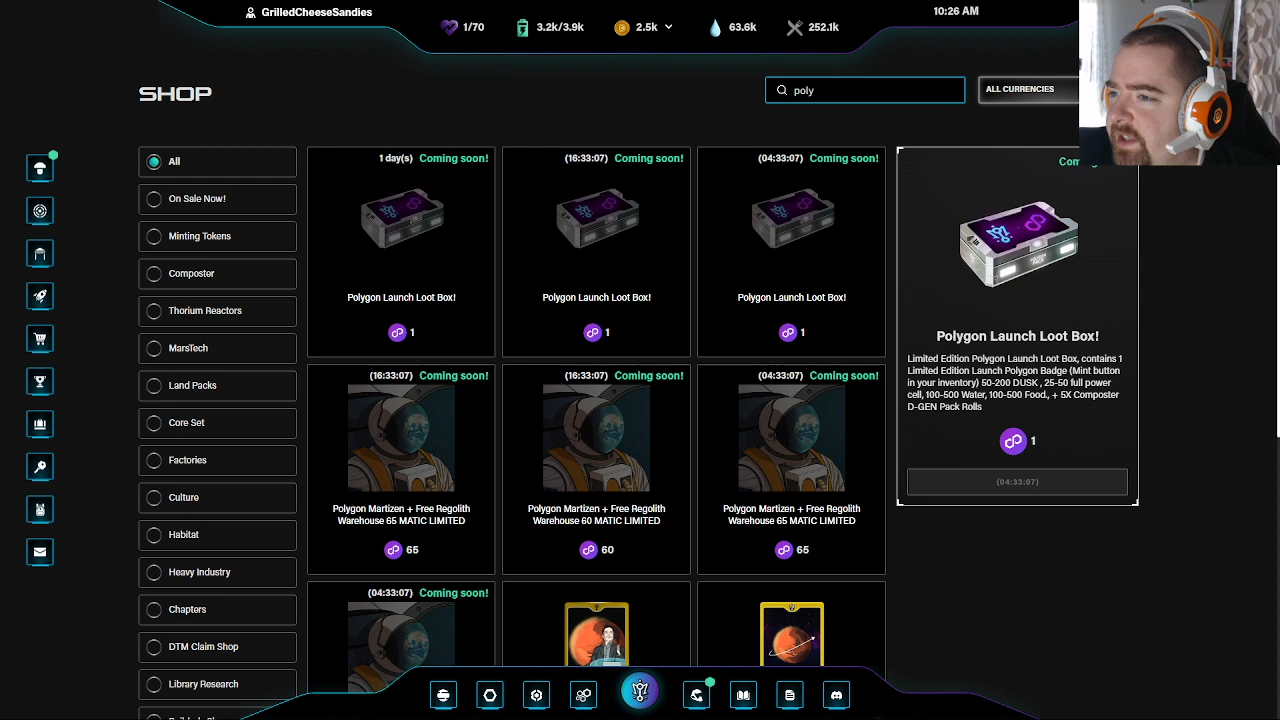 GrilledCheeseSandies
1/70
3.2k/3.9k
2.5k
63.6k
252.1k
10:26 AM
SHOP
poly
ALL CURRENCIES
All
On Sale Now!
Minting Tokens
Composter
Thorium Reactors
MarsTech
Land Packs
Core Set
Factories
Culture
Habitat
Heavy Industry
Chapters
DTM Claim Shop
Library Research
1 day(s) Coming soon!
Polygon Launch Loot Box!
1
(16:33:07) Coming soon!
Polygon Launch Loot Box!
1
(04:33:07) Coming soon!
Polygon Launch Loot Box!
1
(16:33:07) Coming soon!
Polygon Martizen + Free Regolith
Warehouse 65 MATIC LIMITED
65
(16:33:07) Coming soon!
Polygon Martizen + Free Regolith
Warehouse 60 MATIC LIMITED
60
(04:33:07) Coming soon!
Polygon Martizen + Free Regolith
Warehouse 65 MATIC LIMITED
65
(04:33:07) Coming soon!
Polygon Launch Loot Box!
Limited Edition Polygon Launch Loot Box, contains 1
Limited Edition Launch Polygon Badge (Mint button
in your inventory) 50-200 DUSK , 25-50 full power
cell, 100-500 Water, 100-500 Food., + 5X Composter
D-GEN Pack Rolls
1
(04:33:07)